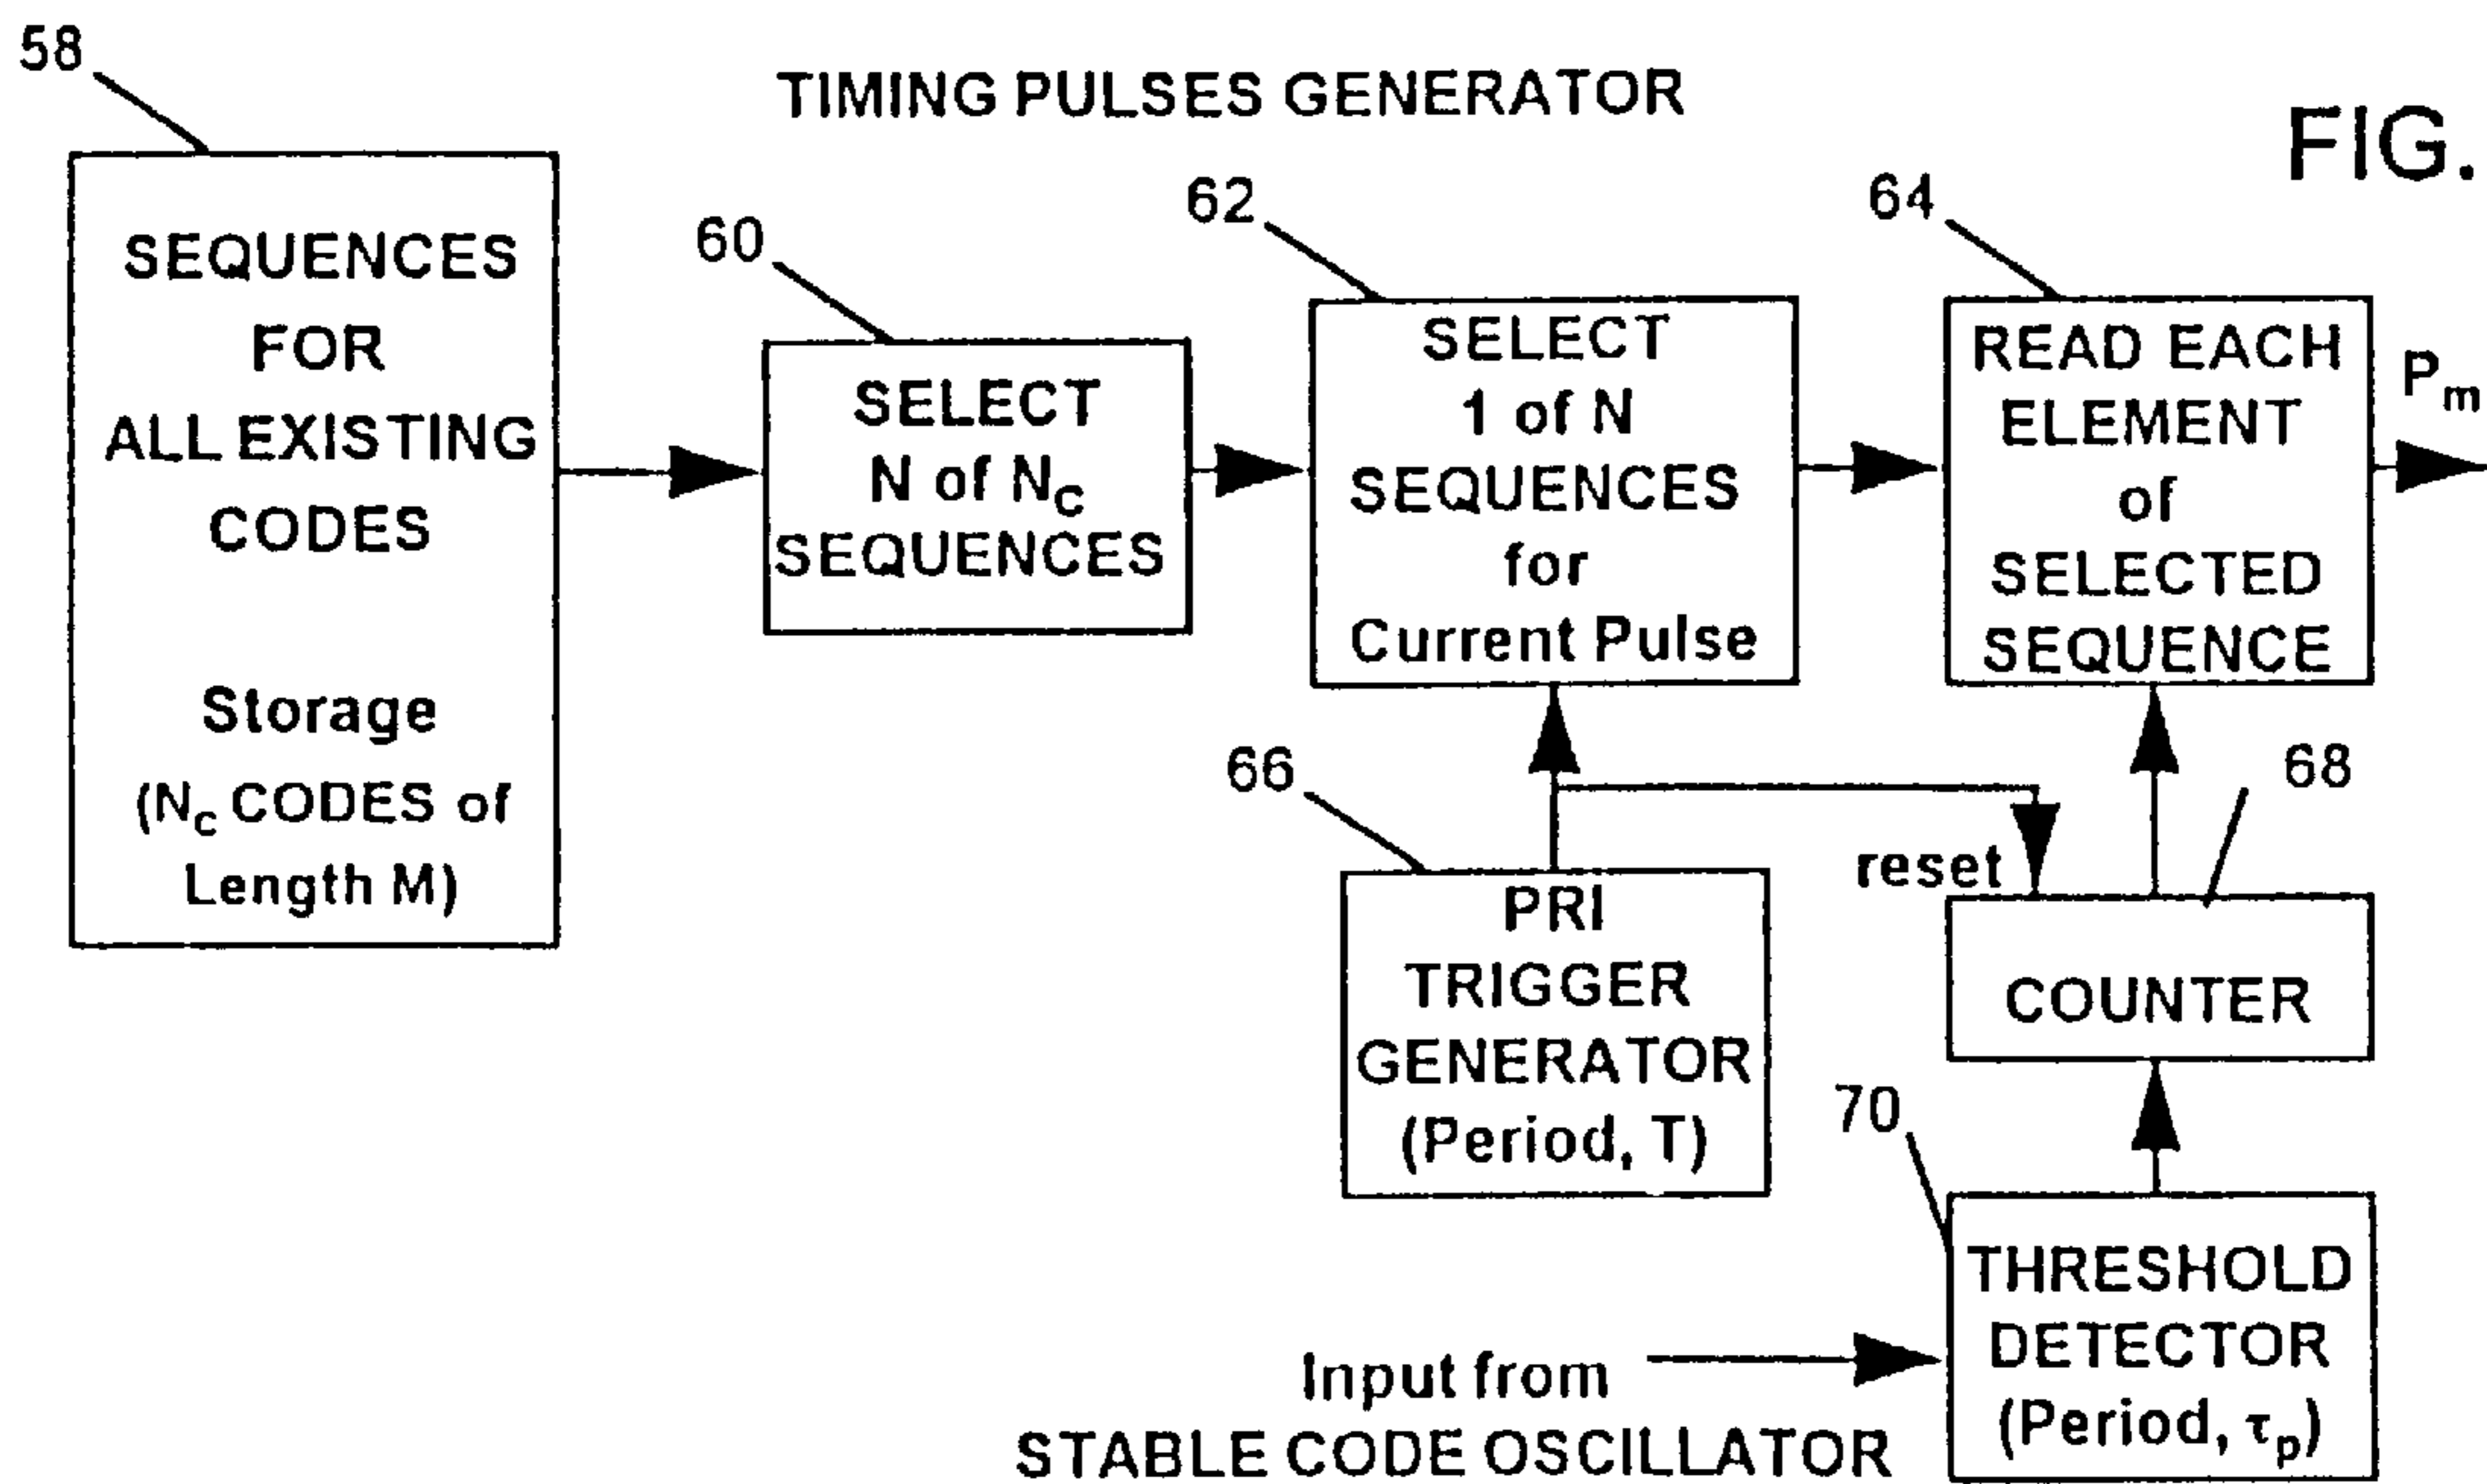 58
TIMING PULSES GENERATOR
FIG.
SEQUENCES
FOR
ALL EXISTING
CODES
Storage
(Nc CODES of
Length M)
60
SELECT
N of Nc
SEQUENCES
62
SELECT
1 of N
SEQUENCES
for
Current Pulse
64
READ EACH
ELEMENT
of
SELECTED
SEQUENCE
Pm
66
PRI
TRIGGER
GENERATOR
(Period, T)
reset
68
COUNTER
70
THRESHOLD
DETECTOR
(Period, τp)
Input from
STABLE CODE OSCILLATOR